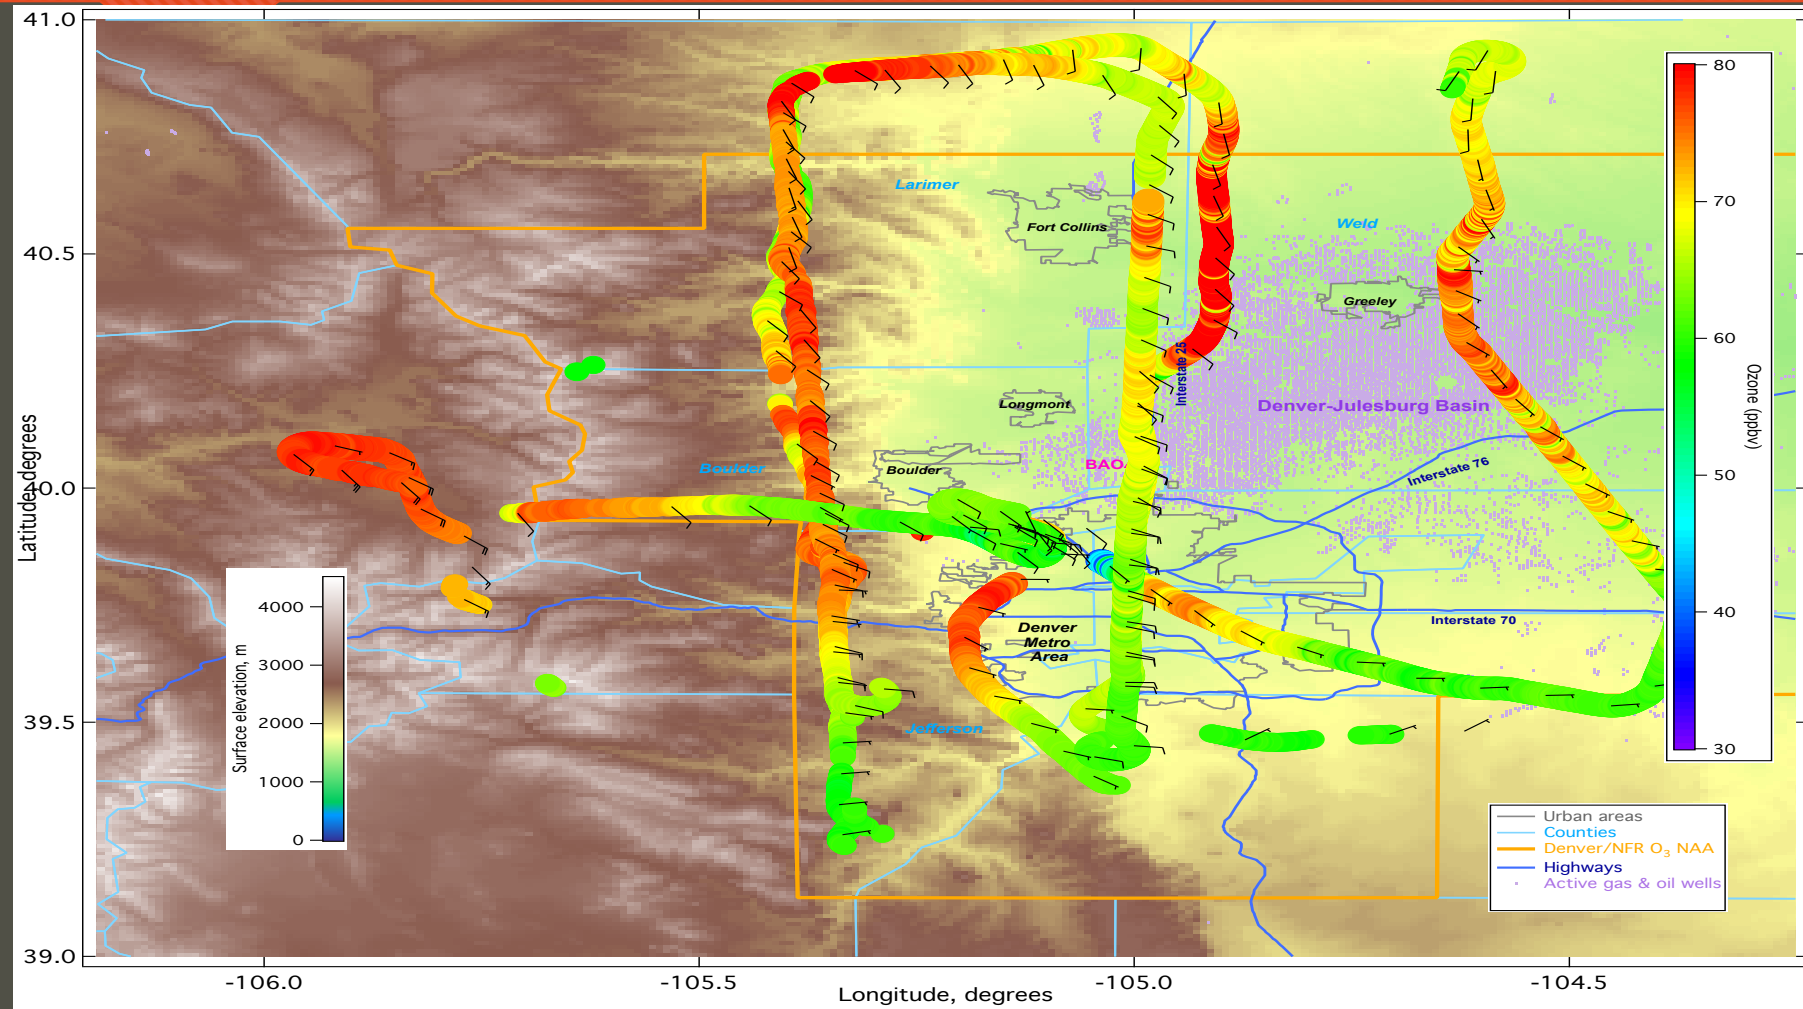 41.0
40.5
40.0
39.5
39.0
Latitude, degrees
-106.0
-105.5
-105.0
-104.5
Longitude, degrees
Larimer
Fort Collins
Weld
Greeley
Interstate 25
Longmont
Denver-Julesburg Basin
Boulder
Boulder
BAO
Interstate 76
Denver
Metro
Area
Interstate 70
Jefferson
Surface elevation, m
4000
3000
2000
1000
0
80
70
60
50
40
30
Ozone (ppbv)
Urban areas
Counties
Denver/NFR O₃ NAA
Highways
Active gas & oil wells